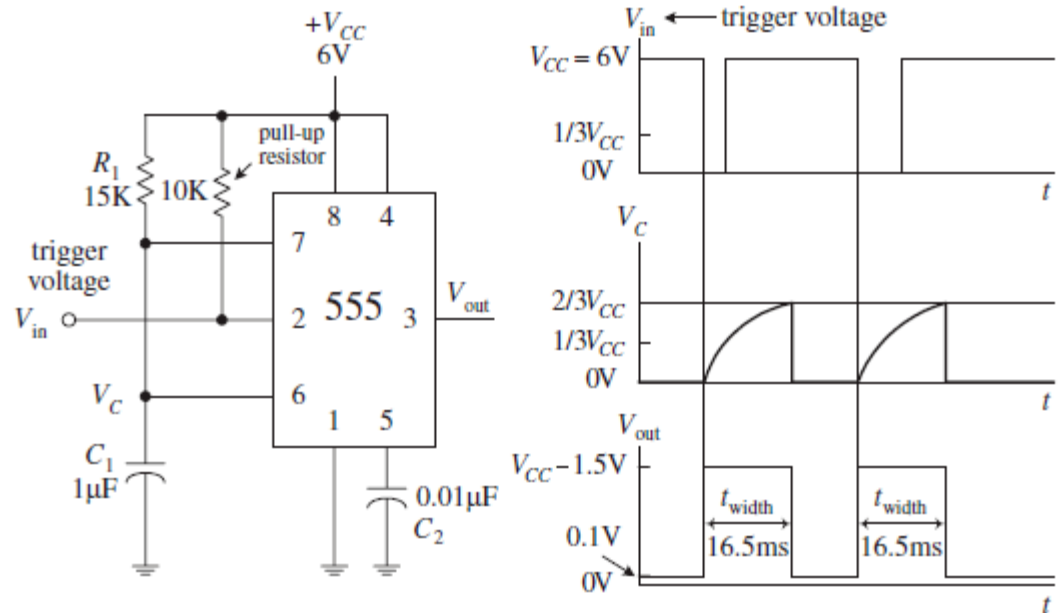 +V_CC
6V
pull-up
resistor
R_1
15K
10K
8 4
7
trigger
voltage
V_in
2 555 3
V_out
V_C
6
1 5
C_1
1µF
0.01µF
C_2
V_in ← trigger voltage
V_CC = 6V
1/3V_CC
0V
t
V_C
2/3V_CC
1/3V_CC
0V
t
V_out
V_CC – 1.5V
t_width t_width
16.5ms 16.5ms
0.1V
0V
t